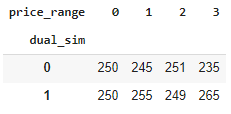 price_range 0 1 2 3
dual_sim
0 250 245 251 235
1 250 255 249 265